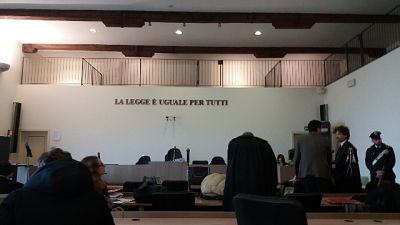 LA LEGGE È UGUALE PER TUTTI